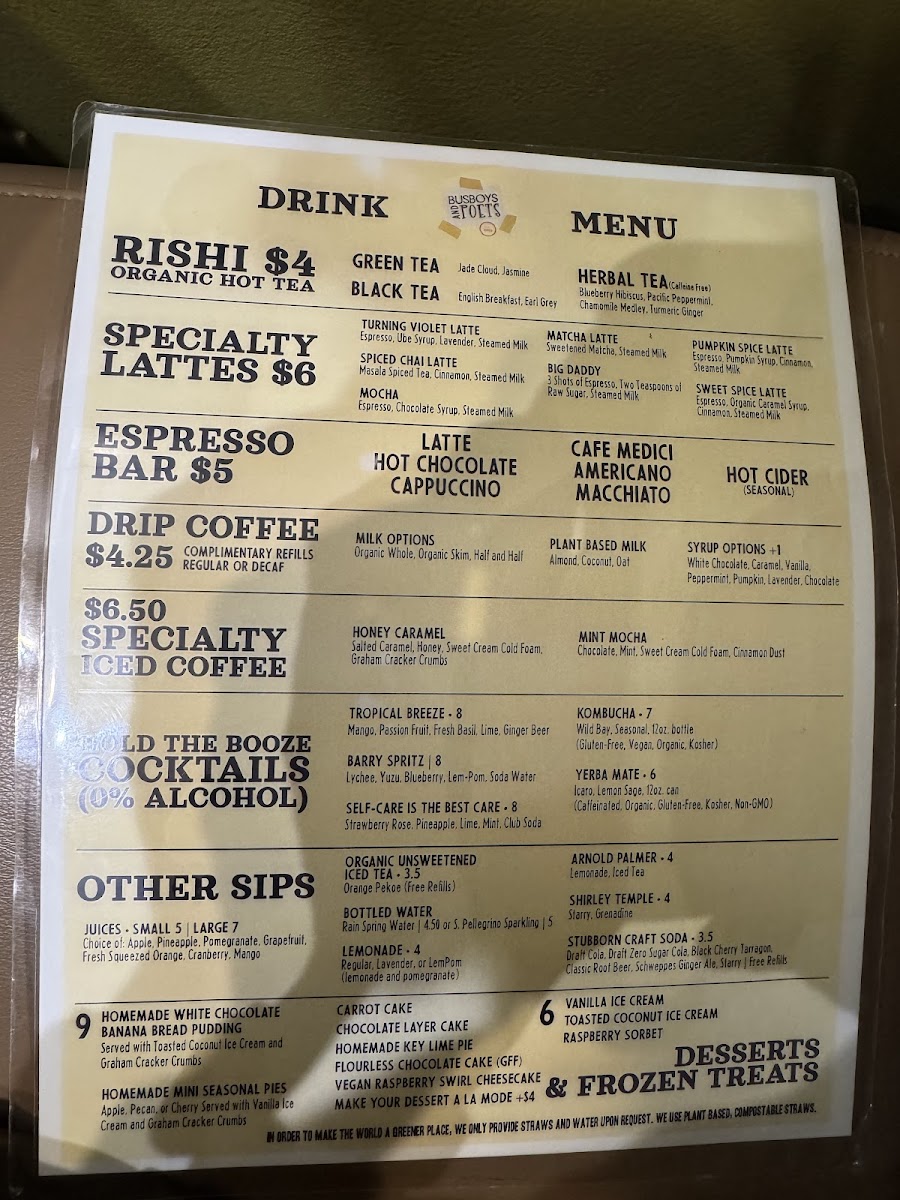 DRINK
BUSBOYS
AND POETS
MENU
RISHI $4
ORGANIC HOT TEA
GREEN TEA Jade Cloud, Jasmine
BLACK TEA English Breakfast, Earl Grey
HERBAL TEA (Caffeine Free)
Blueberry Hibiscus, Pacific Peppermint,
Chamomile Medley, Turmeric Ginger
SPECIALTY
LATTES $6
TURNING VIOLET LATTE
Espresso, Ube Syrup, Lavender, Steamed Milk
SPICED CHAI LATTE
Masala Spiced Tea, Cinnamon, Steamed Milk
MOCHA
Espresso, Chocolate Syrup, Steamed Milk
MATCHA LATTE
Sweetened Matcha, Steamed Milk
BIG DADDY
3 Shots of Espresso, Two Teaspoons of
Raw Sugar, Steamed Milk
PUMPKIN SPICE LATTE
Espresso, Pumpkin Syrup, Cinnamon,
Steamed Milk
SWEET SPICE LATTE
Espresso, Organic Caramel Syrup,
Cinnamon, Steamed Milk
ESPRESSO
BAR $5
LATTE
HOT CHOCOLATE
CAPPUCCINO
CAFE MEDICI
AMERICANO
MACCHIATO
HOT CIDER
(SEASONAL)
DRIP COFFEE
$4.25 COMPLIMENTARY REFILLS
REGULAR OR DECAF
MILK OPTIONS
Organic Whole, Organic Skim, Half and Half
PLANT BASED MILK
Almond, Coconut, Oat
SYRUP OPTIONS +1
White Chocolate, Caramel, Vanilla,
Peppermint, Pumpkin, Lavender, Chocolate
$6.50
SPECIALTY
ICED COFFEE
HONEY CARAMEL
Salted Caramel, Honey, Sweet Cream Cold Foam,
Graham Cracker Crumbs
MINT MOCHA
Chocolate, Mint, Sweet Cream Cold Foam, Cinnamon Dust
HOLD THE BOOZE
COCKTAILS
(0% ALCOHOL)
TROPICAL BREEZE • 8
Mango, Passion Fruit, Fresh Basil, Lime, Ginger Beer
BARRY SPRITZ | 8
Lychee, Yuzu, Blueberry, Lem-Pom, Soda Water
SELF-CARE IS THE BEST CARE • 8
Strawberry Rose, Pineapple, Lime, Mint, Club Soda
KOMBUCHA • 7
Wild Bay, Seasonal, 12oz. bottle
(Gluten-Free, Vegan, Organic, Kosher)
YERBA MATE • 6
Icaro, Lemon Sage, 12oz. can
(Caffeinated, Organic, Gluten-Free, Kosher, Non-GMO)
OTHER SIPS
JUICES • SMALL 5 | LARGE 7
Choice of: Apple, Pineapple, Pomegranate, Grapefruit,
Fresh Squeezed Orange, Cranberry, Mango
ORGANIC UNSWEETENED
ICED TEA • 3.5
Orange Pekoe (Free Refills)
BOTTLED WATER
Rain Spring Water | 4.50 or S. Pellegrino Sparkling | 5
LEMONADE • 4
Regular, Lavender, or LemPom
(lemonade and pomegranate)
ARNOLD PALMER • 4
Lemonade, Iced Tea
SHIRLEY TEMPLE • 4
Starry, Grenadine
STUBBORN CRAFT SODA • 3.5
Draft Cola, Draft Zero Sugar Cola, Black Cherry Tarragon,
Classic Root Beer, Schweppes Ginger Ale, Starry | Free Refills
9 HOMEMADE WHITE CHOCOLATE
BANANA BREAD PUDDING
Served with Toasted Coconut Ice Cream and
Graham Cracker Crumbs
HOMEMADE MINI SEASONAL PIES
Apple, Pecan, or Cherry Served with Vanilla Ice
Cream and Graham Cracker Crumbs
CARROT CAKE
CHOCOLATE LAYER CAKE
HOMEMADE KEY LIME PIE
FLOURLESS CHOCOLATE CAKE (GFF)
VEGAN RASPBERRY SWIRL CHEESECAKE
MAKE YOUR DESSERT A LA MODE +$4
6 VANILLA ICE CREAM
TOASTED COCONUT ICE CREAM
RASPBERRY SORBET
DESSERTS
& FROZEN TREATS
IN ORDER TO MAKE THE WORLD A GREENER PLACE, WE ONLY PROVIDE STRAWS AND WATER UPON REQUEST. WE USE PLANT BASED, COMPOSTABLE STRAWS.